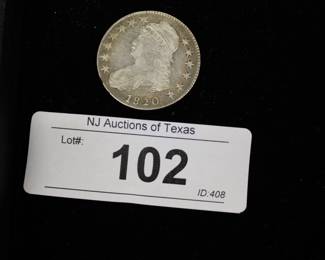 1820
NJ Auctions of Texas
Lot#:
102
ID:408